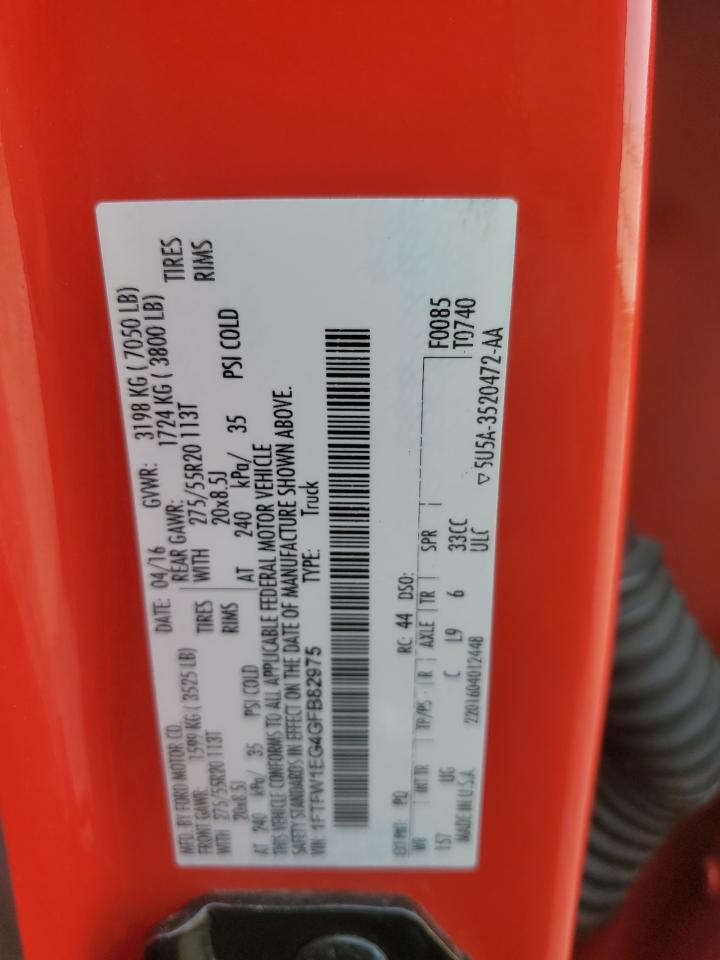 MFD. BY FORD MOTOR CO. DATE: 04/16 GVWR: 3198 KG ( 7050 LB)
FRONT GAWR: 1599 KG ( 3525 LB) REAR GAWR: 1724 KG ( 3800 LB)
WITH 275/55R20 113T TIRES WITH 275/55R20 113T TIRES
20x8.5J RIMS 20x8.5J RIMS
AT 240 kPa/ 35 PSI COLD AT 240 kPa/ 35 PSI COLD
THIS VEHICLE CONFORMS TO ALL APPLICABLE FEDERAL MOTOR VEHICLE
SAFETY STANDARDS IN EFFECT ON THE DATE OF MANUFACTURE SHOWN ABOVE.
VIN: 1FTFW1EG4GFB82975 TYPE: Truck
EXT PNT: PQ RC: 44 DSO: F0085
WB INT TR TP/PS R AXLE TR SPR T0740
157 UG C L9 6 33CC
MADE IN U.S.A. 2201604012448 ULC ▽5U5A-3520472-AA